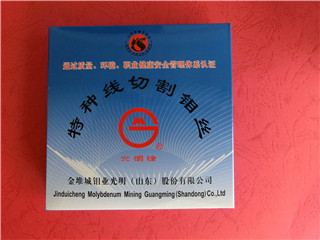 通过质量、环境、职业健康安全管理体系认证
特种线切割钼丝
光明牌
金堆城钼业光明（山东）股份有限公司
Jinduicheng Molybdenum Mining Guangming(Shandong)Co.,Ltd